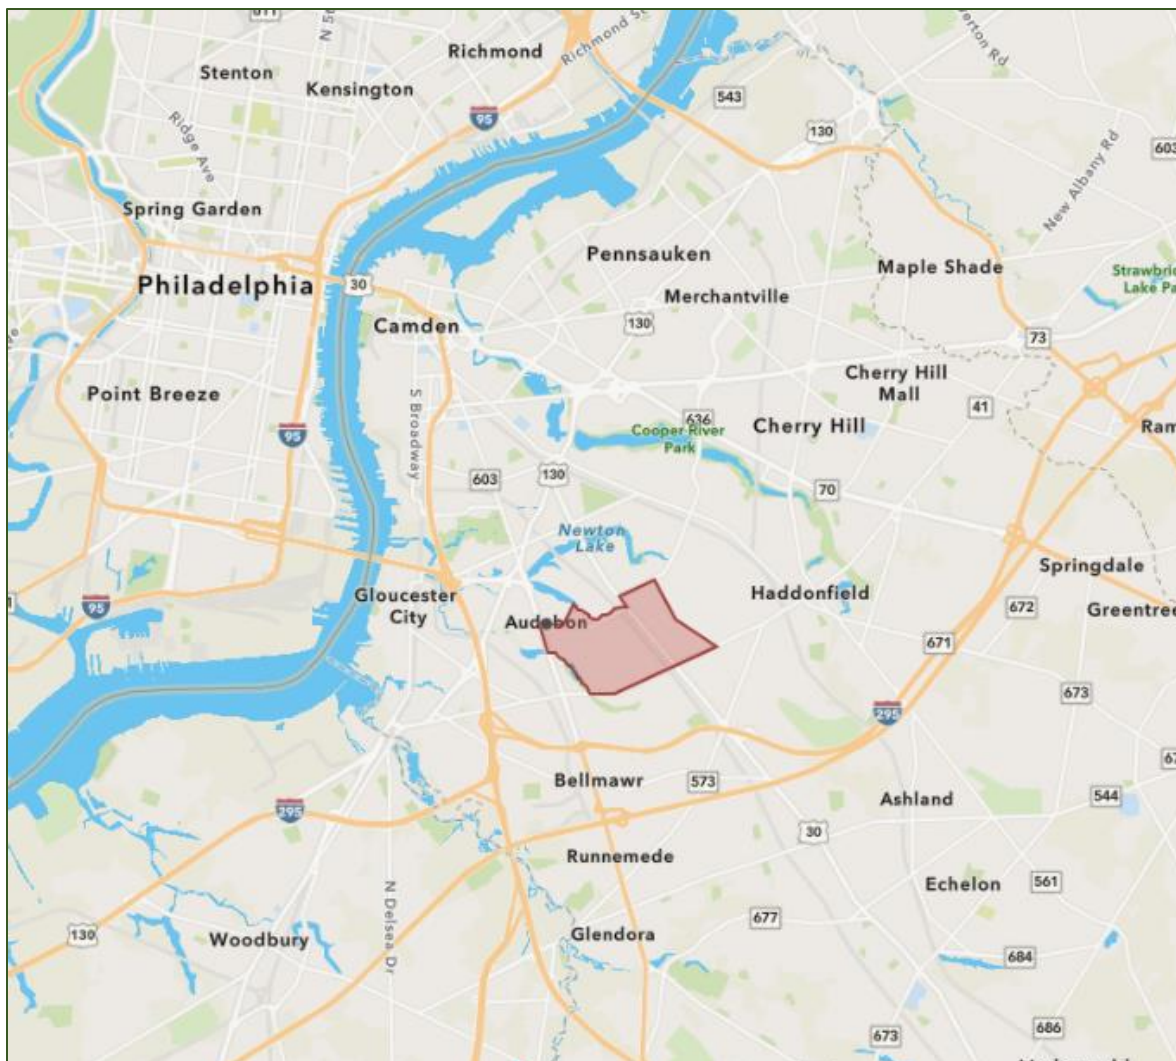 Richmond St
Richmond
543
130
Stenton
Kensington
95
Ridge Ave
603
New Albany Rd
Spring Garden
Pennsauken
Maple Shade
Philadelphia
30
Merchantville
Camden
130
73
Cherry Hill
Mall
Point Breeze
S Broadway
41
636
Cooper River
Park
Cherry Hill
95
603
130
70
Newton
Lake
Springdale
Haddonfield
Gloucester
City
95
672
Greentree
Audubon
671
673
295
Bellmawr
573
Ashland
544
295
30
Runnemede
N Delsea Dr
Echelon
561
677
130
Woodbury
Glendora
684
673
686